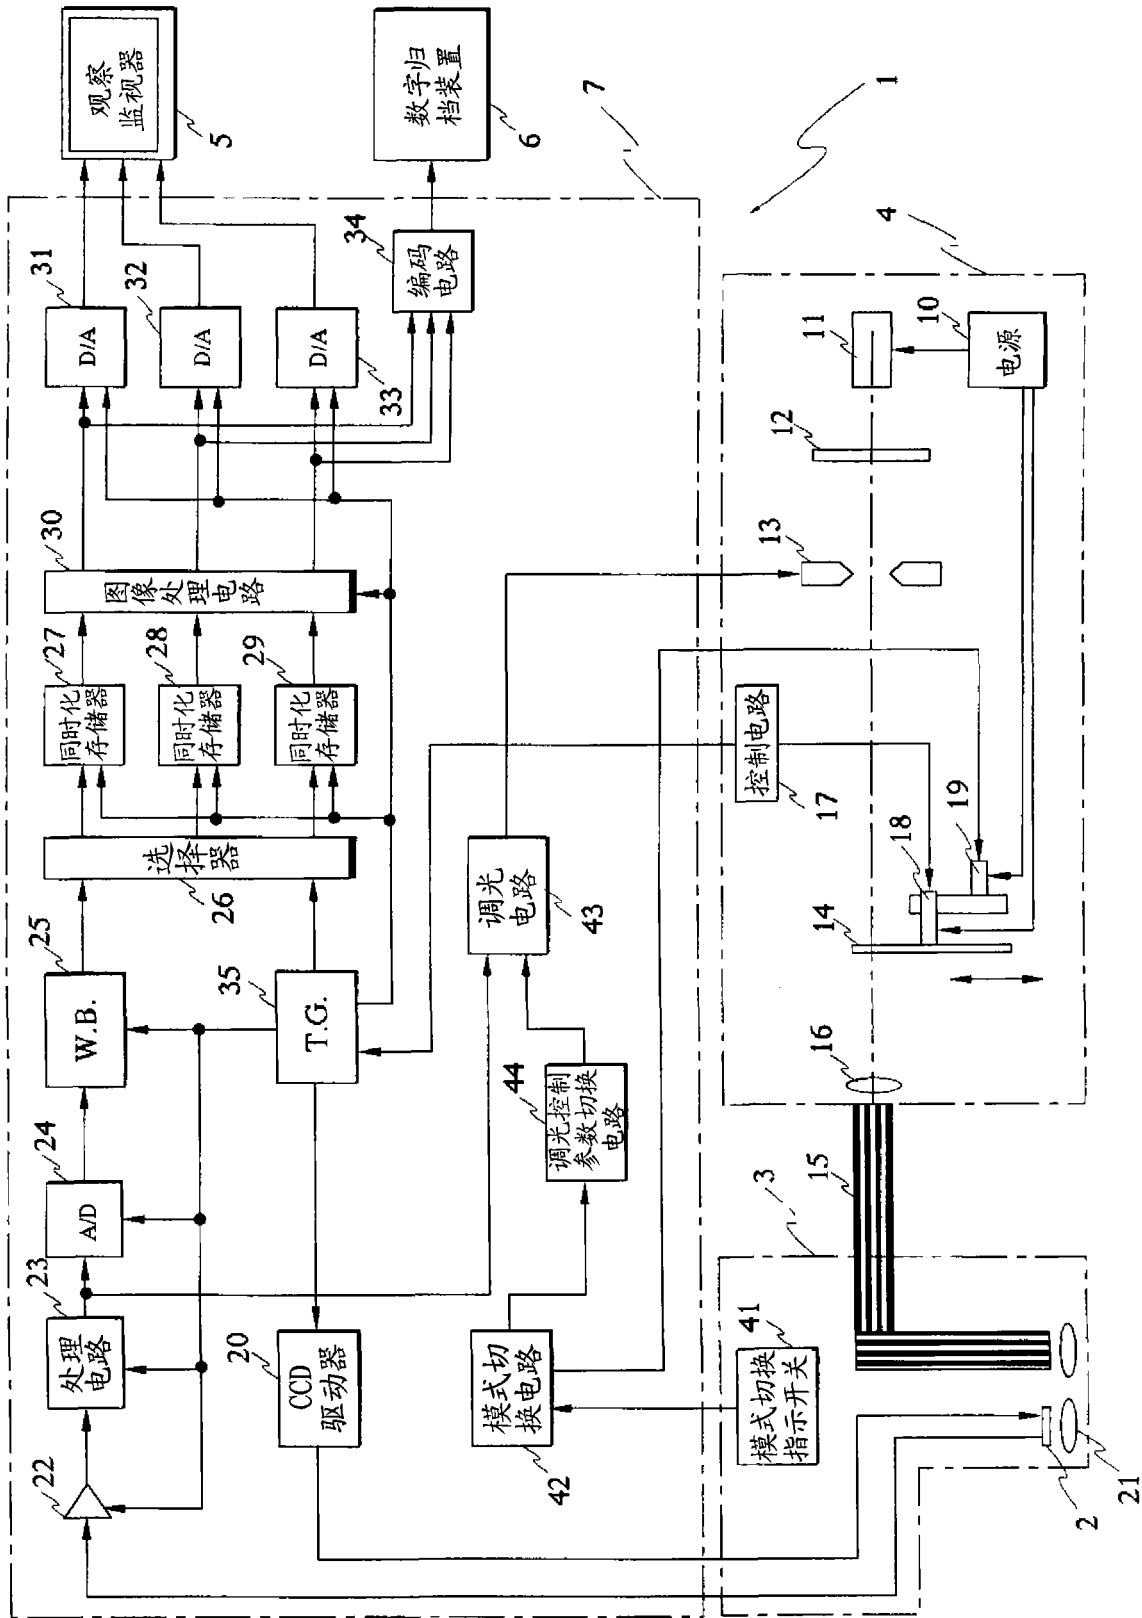 22
处理
电路
23
A/D
24
W.B.
25
选择器
26
同时化
存储器
27
同时化
存储器
28
同时化
存储器
29
图像处理电路
30
D/A
31
D/A
32
D/A
33
观察
监视器
5
CCD
驱动器
20
T.G.
35
编码
电路
34
数字归
档装置
6
模式切
换电路
42
调光控制
参数切换
电路
44
调光
电路
43
7
1
模式切换
指示开关
41
3
控制电路
17
4
15
16
14
18
19
13
12
11
电源
10
2
21